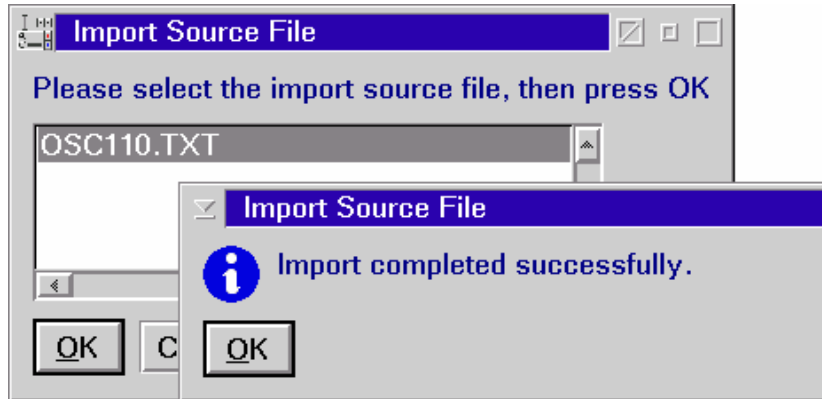 Import Source File
Please select the import source file, then press OK
OSC110.TXT
Import Source File
Import completed successfully.
OK
C
OK